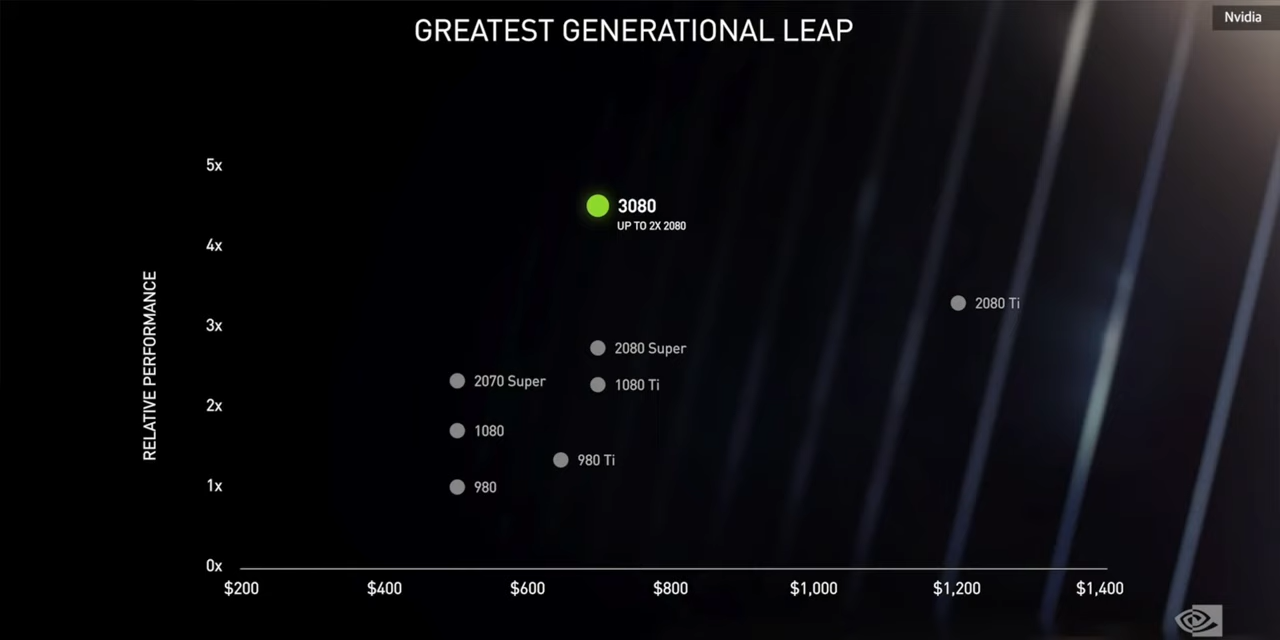 GREATEST GENERATIONAL LEAP
Nvidia
5x
3080
UP TO 2X 2080
4x
2080 Ti
3x
2080 Super
2070 Super
1080 Ti
2x
1080
980 Ti
1x
980
0x
RELATIVE PERFORMANCE
$200
$400
$600
$800
$1,000
$1,200
$1,400